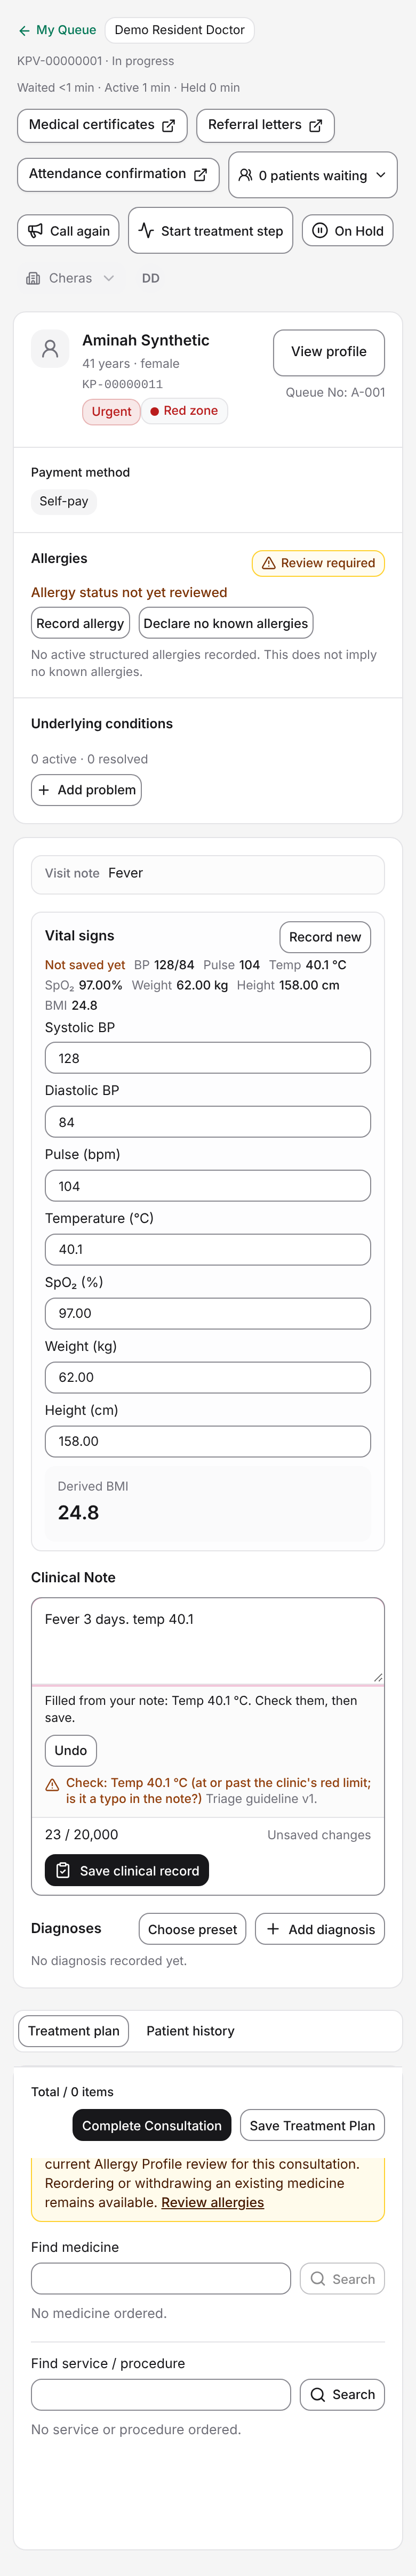 My Queue
Demo Resident Doctor
KPV-00000001 · In progress
Waited <1 min · Active 1 min · Held 0 min
Medical certificates
Referral letters
Attendance confirmation
0 patients waiting
Call again
Start treatment step
On Hold
Cheras
DD
Aminah Synthetic
41 years · female
KP-00000011
Urgent
Red zone
View profile
Queue No: A-001
Payment method
Self-pay
Allergies
Review required
Allergy status not yet reviewed
Record allergy
Declare no known allergies
No active structured allergies recorded. This does not imply
no known allergies.
Underlying conditions
0 active · 0 resolved
Add problem
Visit note Fever
Vital signs
Record new
Not saved yet BP 128/84 Pulse 104 Temp 40.1 °C
SpO₂ 97.00% Weight 62.00 kg Height 158.00 cm
BMI 24.8
Systolic BP
128
Diastolic BP
84
Pulse (bpm)
104
Temperature (°C)
40.1
SpO₂ (%)
97.00
Weight (kg)
62.00
Height (cm)
158.00
Derived BMI
24.8
Clinical Note
Fever 3 days. temp 40.1
Filled from your note: Temp 40.1 °C. Check them, then
save.
Undo
Check: Temp 40.1 °C (at or past the clinic's red limit;
is it a typo in the note?) Triage guideline v1.
23 / 20,000
Unsaved changes
Save clinical record
Diagnoses
Choose preset
Add diagnosis
No diagnosis recorded yet.
Treatment plan
Patient history
Total / 0 items
Complete Consultation
Save Treatment Plan
current Allergy Profile review for this consultation.
Reordering or withdrawing an existing medicine
remains available. Review allergies
Find medicine
Search
No medicine ordered.
Find service / procedure
Search
No service or procedure ordered.